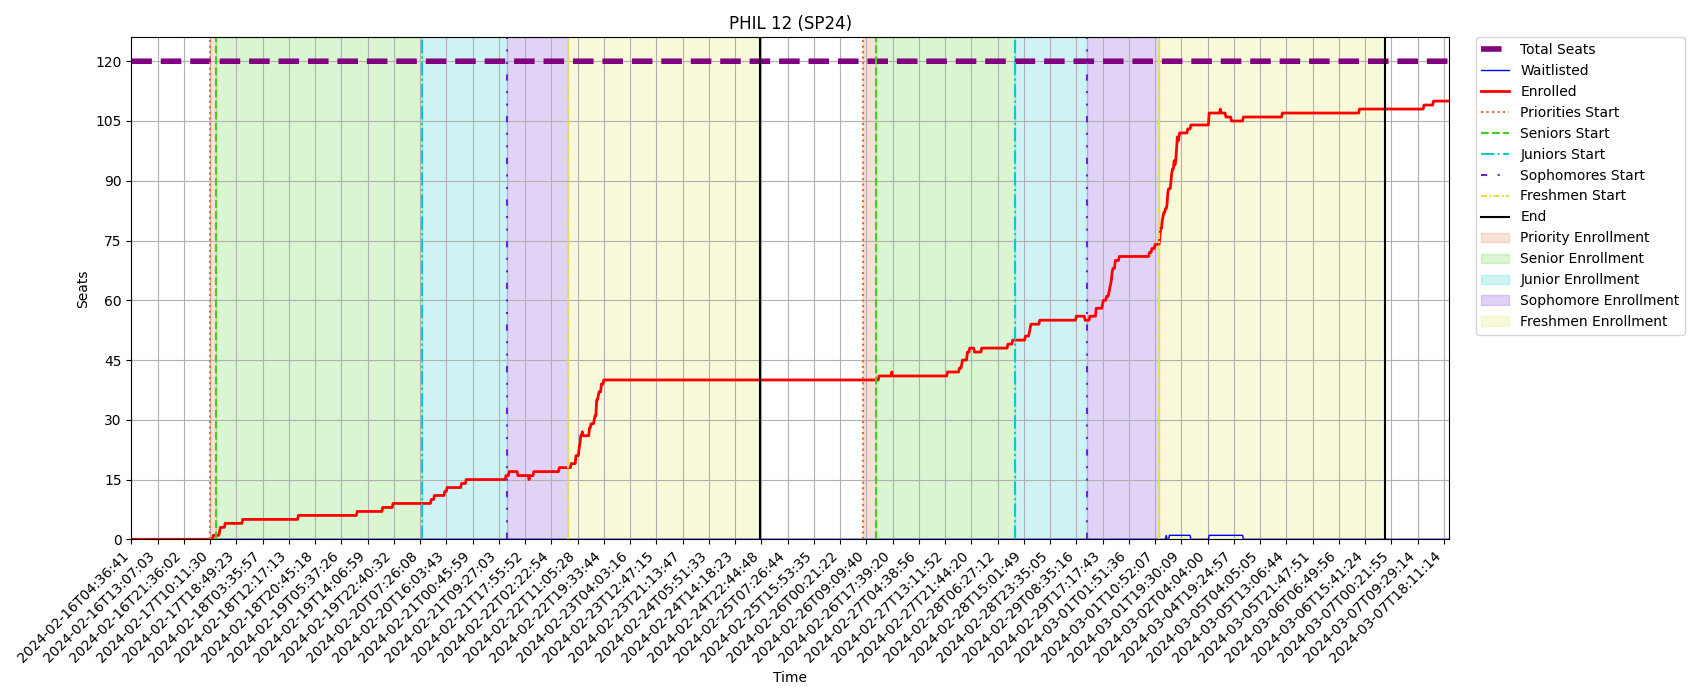 PHIL 12 (SP24)
120
105
90
75
60
45
30
15
0
Seats
2024-02-16T04:36:41
2024-02-16T13:07:03
2024-02-16T21:36:02
2024-02-17T10:11:30
2024-02-17T18:49:23
2024-02-18T03:35:57
2024-02-18T12:17:13
2024-02-18T20:45:18
2024-02-19T05:37:26
2024-02-19T14:06:59
2024-02-19T22:40:32
2024-02-20T07:26:08
2024-02-20T16:03:43
2024-02-21T00:45:59
2024-02-21T09:27:03
2024-02-21T17:55:52
2024-02-22T02:22:54
2024-02-22T11:05:28
2024-02-22T19:33:44
2024-02-23T04:03:16
2024-02-23T12:47:15
2024-02-23T21:13:47
2024-02-24T05:51:33
2024-02-24T14:18:23
2024-02-24T22:44:48
2024-02-25T07:26:44
2024-02-25T15:53:35
2024-02-26T00:21:22
2024-02-26T09:09:40
2024-02-26T17:39:20
2024-02-27T04:38:56
2024-02-27T13:11:52
2024-02-27T21:44:20
2024-02-28T06:27:12
2024-02-28T15:01:49
2024-02-28T23:35:05
2024-02-29T08:35:16
2024-02-29T17:17:43
2024-03-01T01:51:36
2024-03-01T10:52:07
2024-03-01T19:30:09
2024-03-02T04:04:00
2024-03-04T19:24:57
2024-03-05T04:05:05
2024-03-05T13:06:44
2024-03-05T21:47:51
2024-03-06T06:49:56
2024-03-06T15:41:24
2024-03-07T00:21:55
2024-03-07T09:29:14
2024-03-07T18:11:14
Time
Total Seats
Waitlisted
Enrolled
Priorities Start
Seniors Start
Juniors Start
Sophomores Start
Freshmen Start
End
Priority Enrollment
Senior Enrollment
Junior Enrollment
Sophomore Enrollment
Freshmen Enrollment